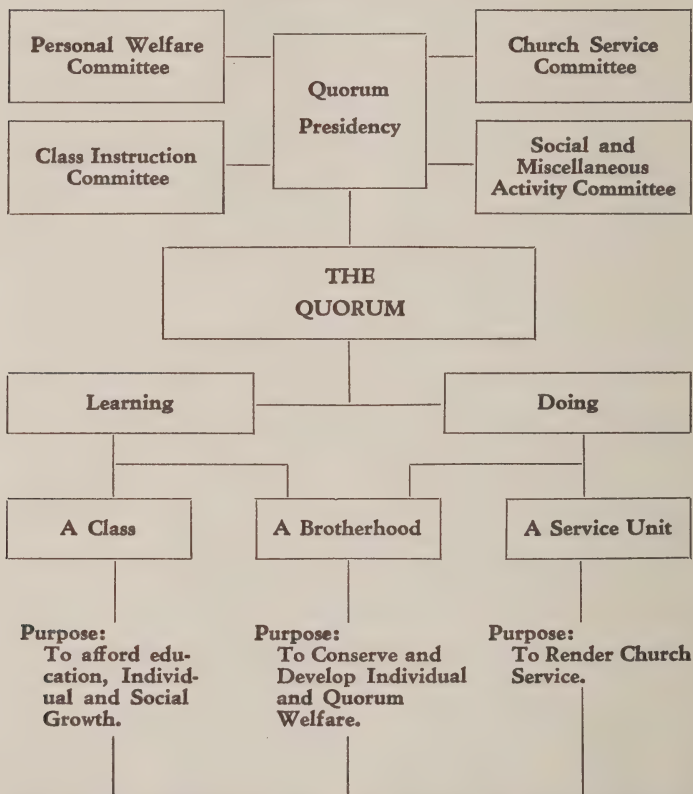 Personal Welfare
Committee
Quorum
Presidency
Church Service
Committee
Class Instruction
Committee
Social and
Miscellaneous
Activity Committee
THE
QUORUM
Learning
Doing
A Class
A Brotherhood
A Service Unit
Purpose:
To afford edu-
cation, Individ-
ual and Social
Growth.
Purpose:
To Conserve and
Develop Individual
and Quorum
Welfare.
Purpose:
To Render Church
Service.